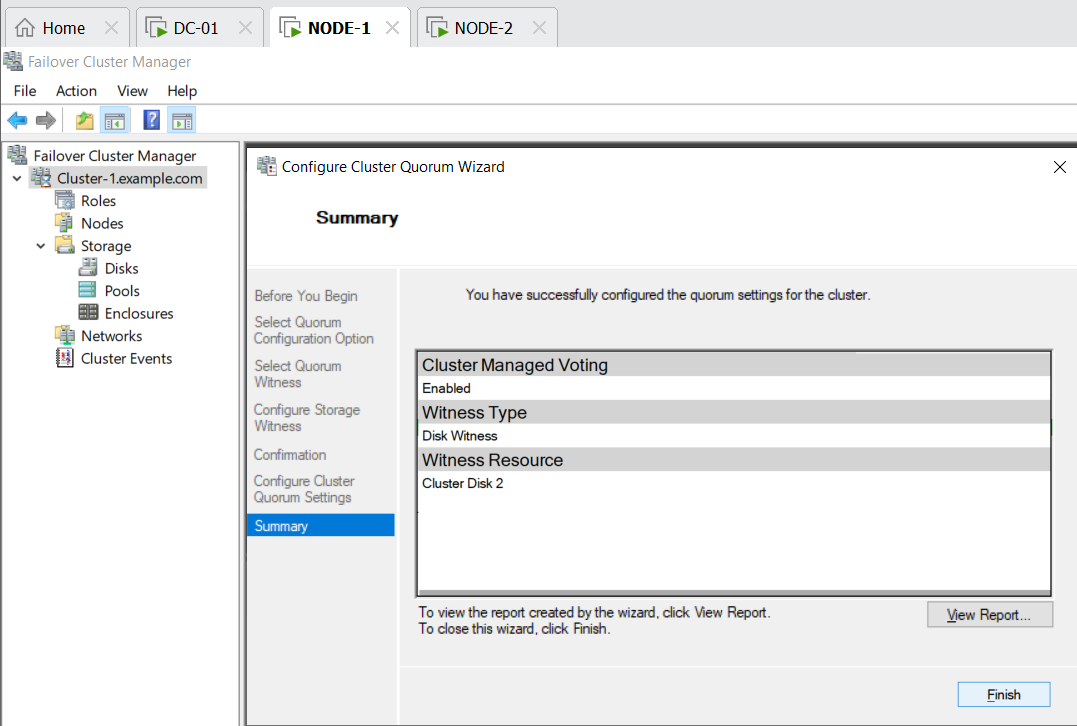 Home
DC-01
NODE-1
NODE-2
Failover Cluster Manager
File Action View Help
Failover Cluster Manager
Cluster-1.example.com
Roles
Nodes
Storage
Disks
Pools
Enclosures
Networks
Cluster Events
Configure Cluster Quorum Wizard
Summary
Before You Begin
Select Quorum
Configuration Option
Select Quorum
Witness
Configure Storage
Witness
Confirmation
Configure Cluster
Quorum Settings
Summary
You have successfully configured the quorum settings for the cluster.
Cluster Managed Voting
Enabled
Witness Type
Disk Witness
Witness Resource
Cluster Disk 2
To view the report created by the wizard, click View Report.
To close this wizard, click Finish.
View Report...
Finish